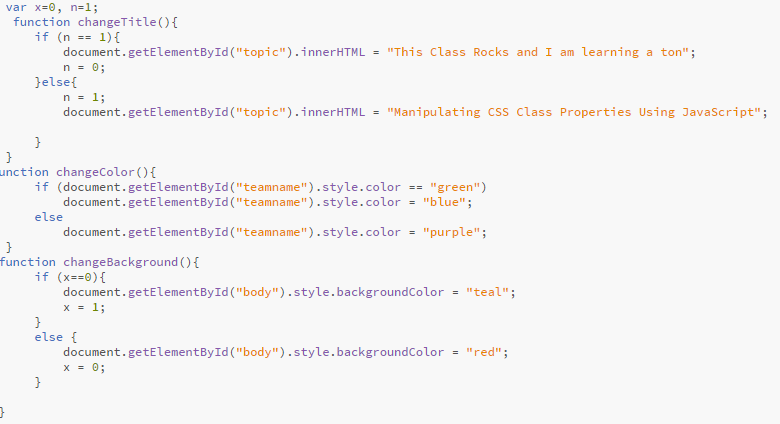 var x=0, n=1;
function changeTitle(){
if (n == 1){
document.getElementById("topic").innerHTML = "This Class Rocks and I am learning a ton";
n = 0;
}else{
n = 1;
document.getElementById("topic").innerHTML = "Manipulating CSS Class Properties Using JavaScript";
}
}
unction changeColor(){
if (document.getElementById("teamname").style.color == "green")
document.getElementById("teamname").style.color = "blue";
else
document.getElementById("teamname").style.color = "purple";
}
function changeBackground(){
if (x==0){
document.getElementById("body").style.backgroundColor = "teal";
x = 1;
}
else {
document.getElementById("body").style.backgroundColor = "red";
x = 0;
}
}